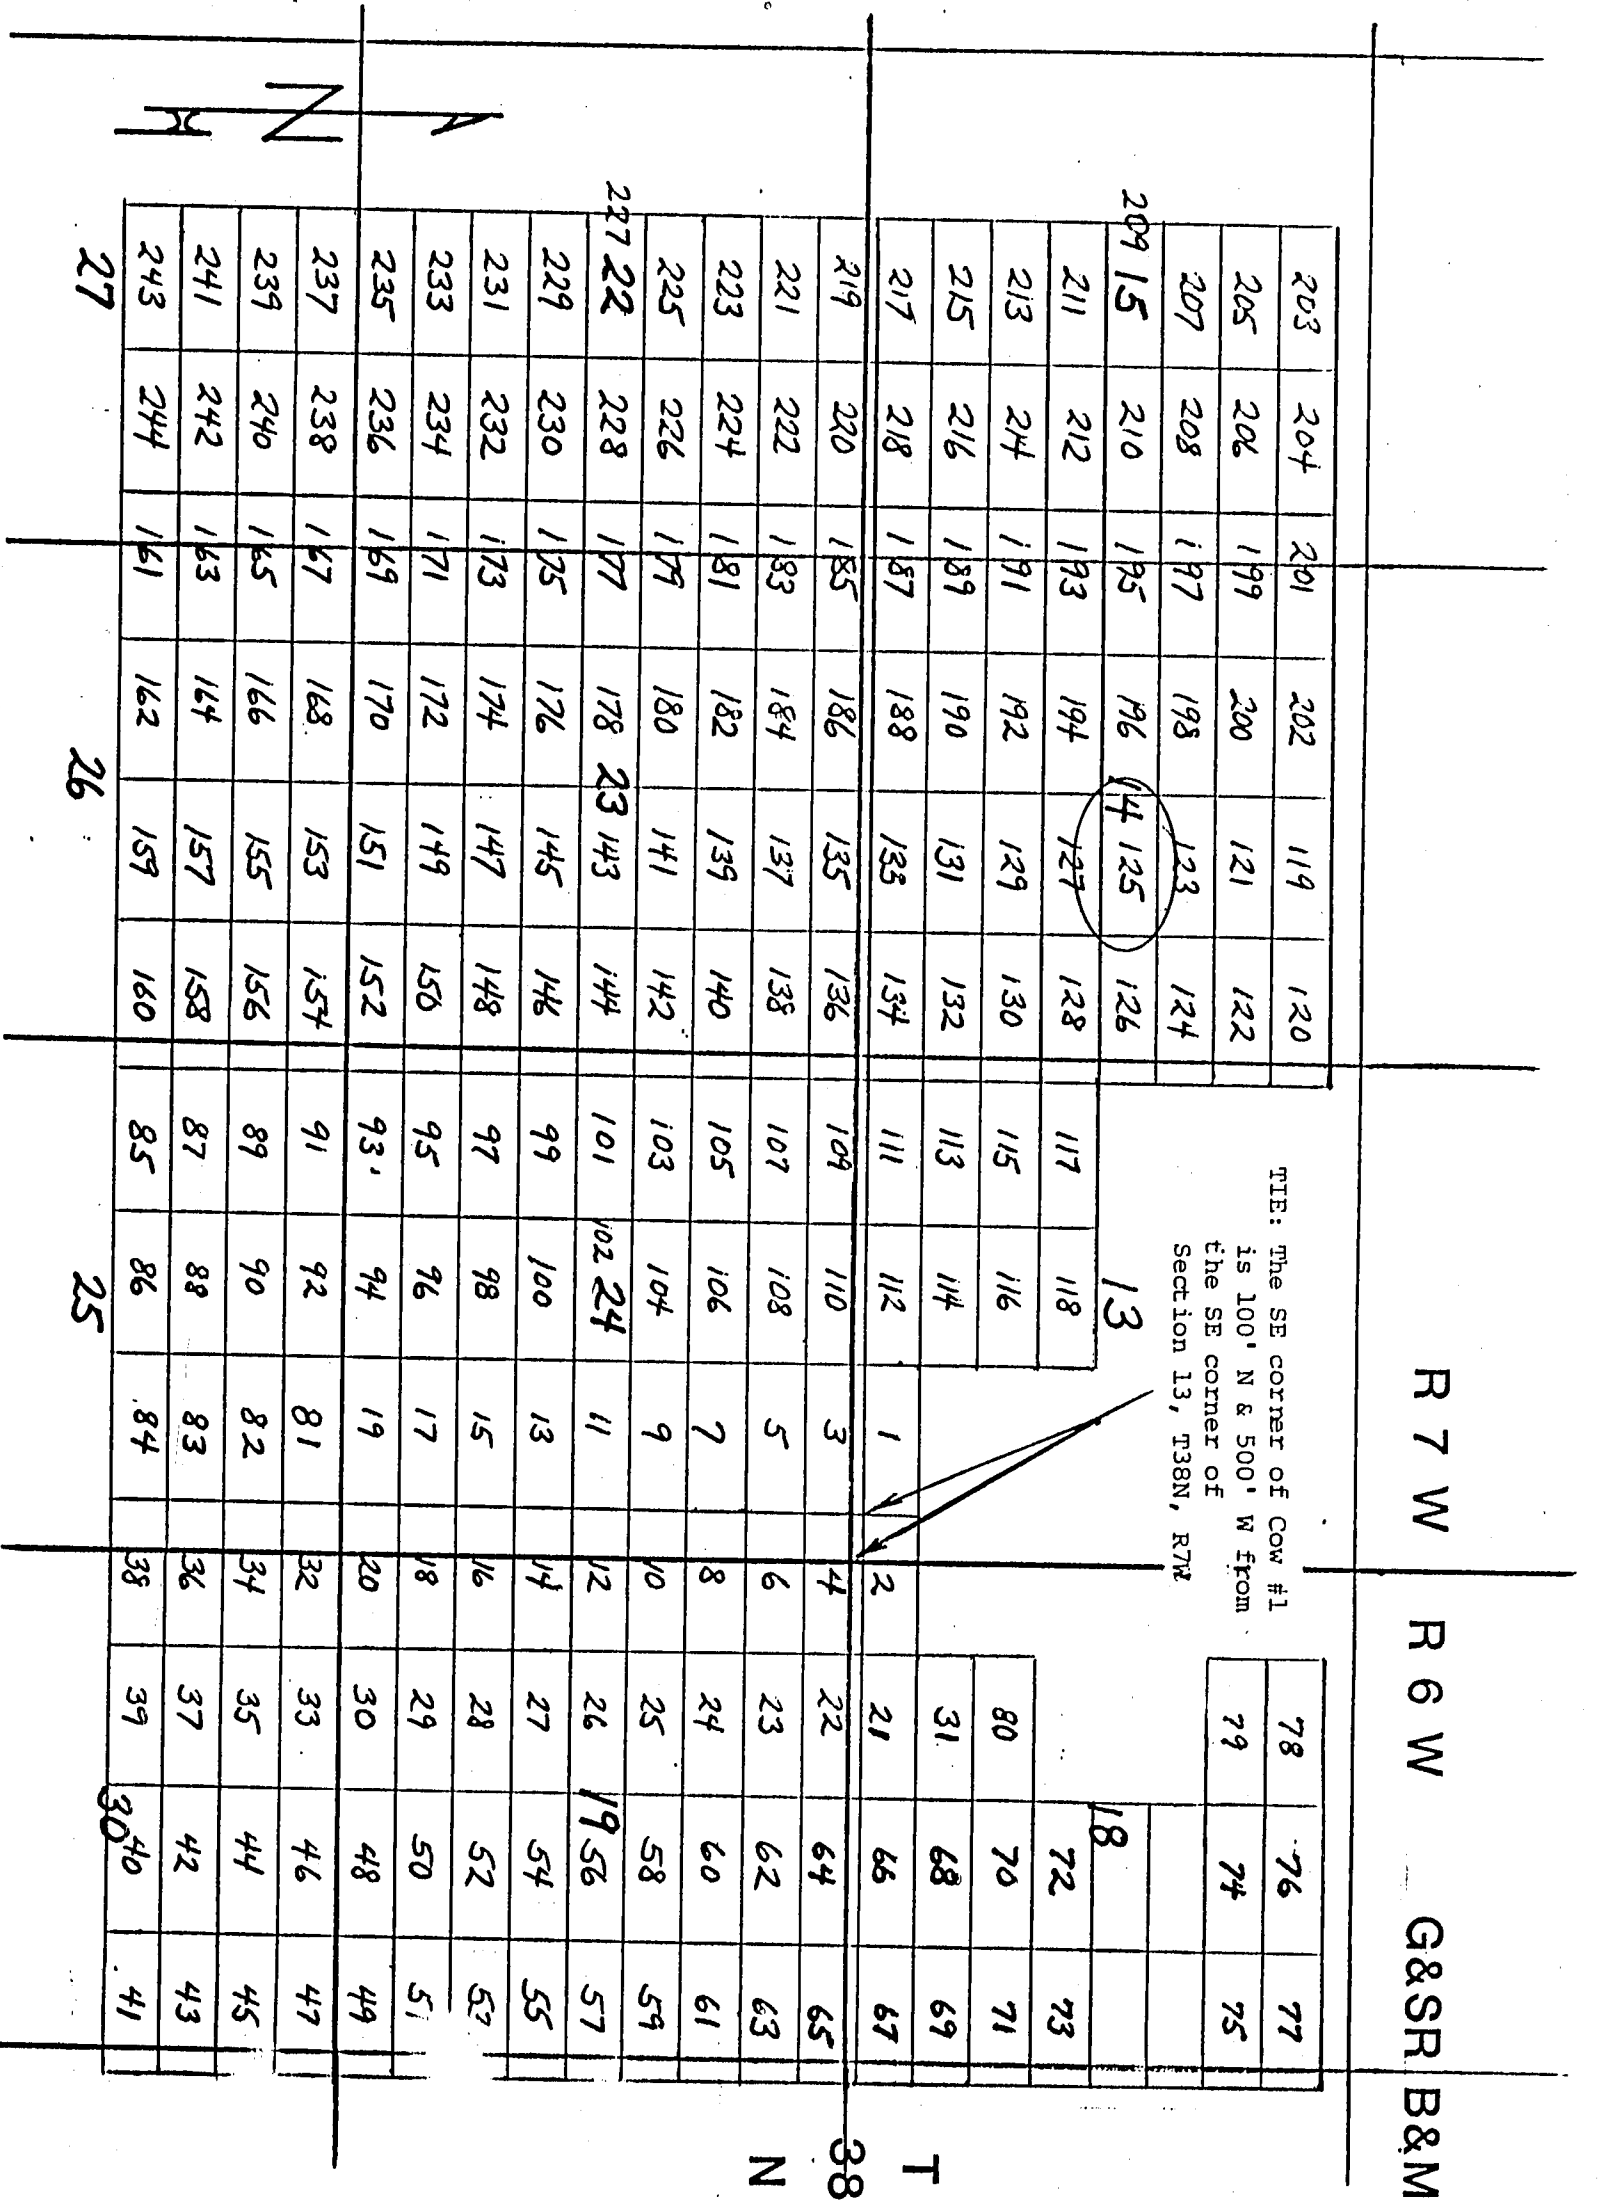 R 7 W R 6 W G&SR B&M
TIE: The SE corner of Cow #1
is 100' N & 500' W from
the SE corner of
Section 13, T38N, R7W
203 204 201 202 119 120 78 76 77
205 206 199 200 121 122 79 74 75
207 208 197 198 123 124
209 15 210 195 196 14 125 126 13 18
211 212 193 194 127 128 117 118 72 73
213 214 191 192 129 130 115 116 80 70 71
215 216 189 190 131 132 113 114 31 68 69
217 218 187 188 133 134 111 112 1 2 21 66 67
219 220 185 186 135 136 109 110 3 4 22 64 65
221 222 183 184 137 138 107 108 5 6 23 62 63
223 224 181 182 139 140 105 106 7 8 24 60 61
225 226 179 180 141 142 103 104 9 10 25 58 59
227 22 228 177 178 23 143 144 101 102 24 11 12 26 19 56 57
229 230 175 176 145 146 99 100 13 14 27 54 55
231 232 173 174 147 148 97 98 15 16 28 52 53
233 234 171 172 149 150 95 96 17 18 29 50 51
235 236 169 170 151 152 93 94 19 20 30 48 49
237 238 167 168 153 154 91 92 81 32 33 46 47
239 240 165 166 155 156 89 90 82 34 35 44 45
241 242 163 164 157 158 87 88 83 36 37 42 43
243 244 161 162 159 160 85 86 84 38 39 30 40 41
27 26 25
T
38
N
N